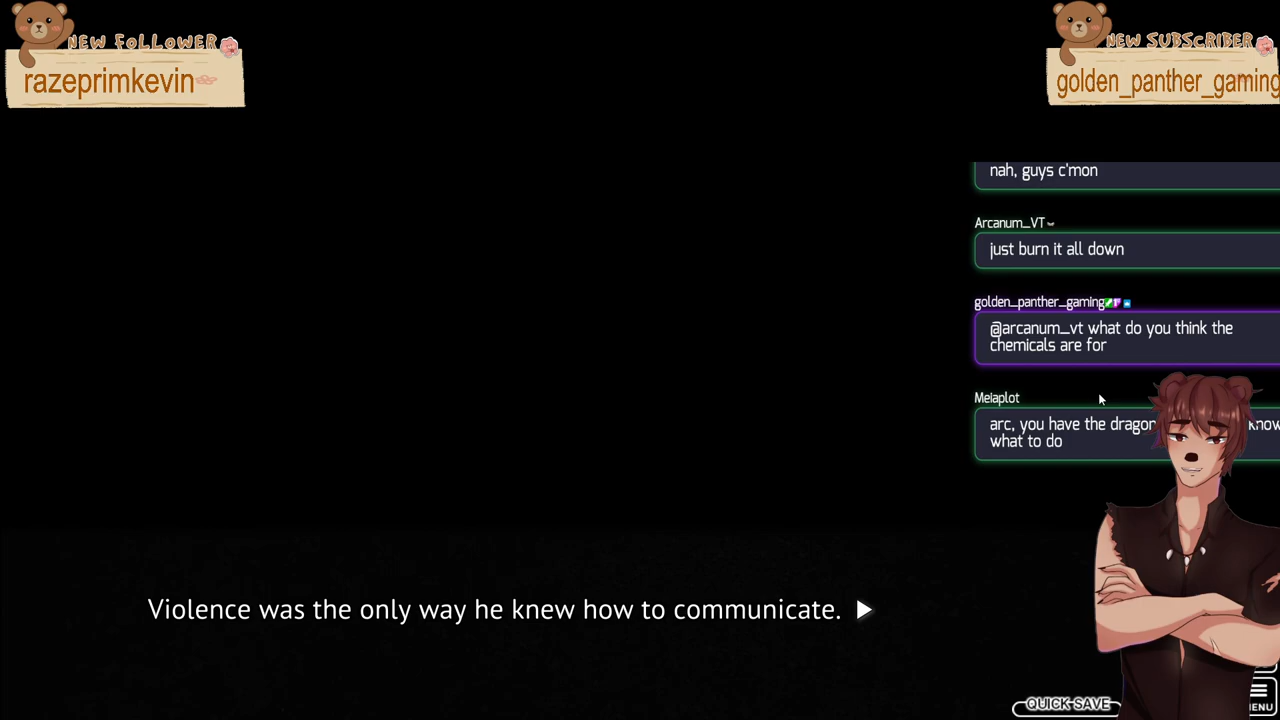 NEW FOLLOWER
razeprimkevin
NEW SUBSCRIBER
golden_panther_gaming
nah, guys c'mon
Arcanum_VT
just burn it all down
golden_panther_gaming
@arcanum_vt what do you think the
chemicals are for
Meiaplot
arc, you have the dragon know
what to do
Violence was the only way he knew how to communicate.
QUICK SAVE
MENU